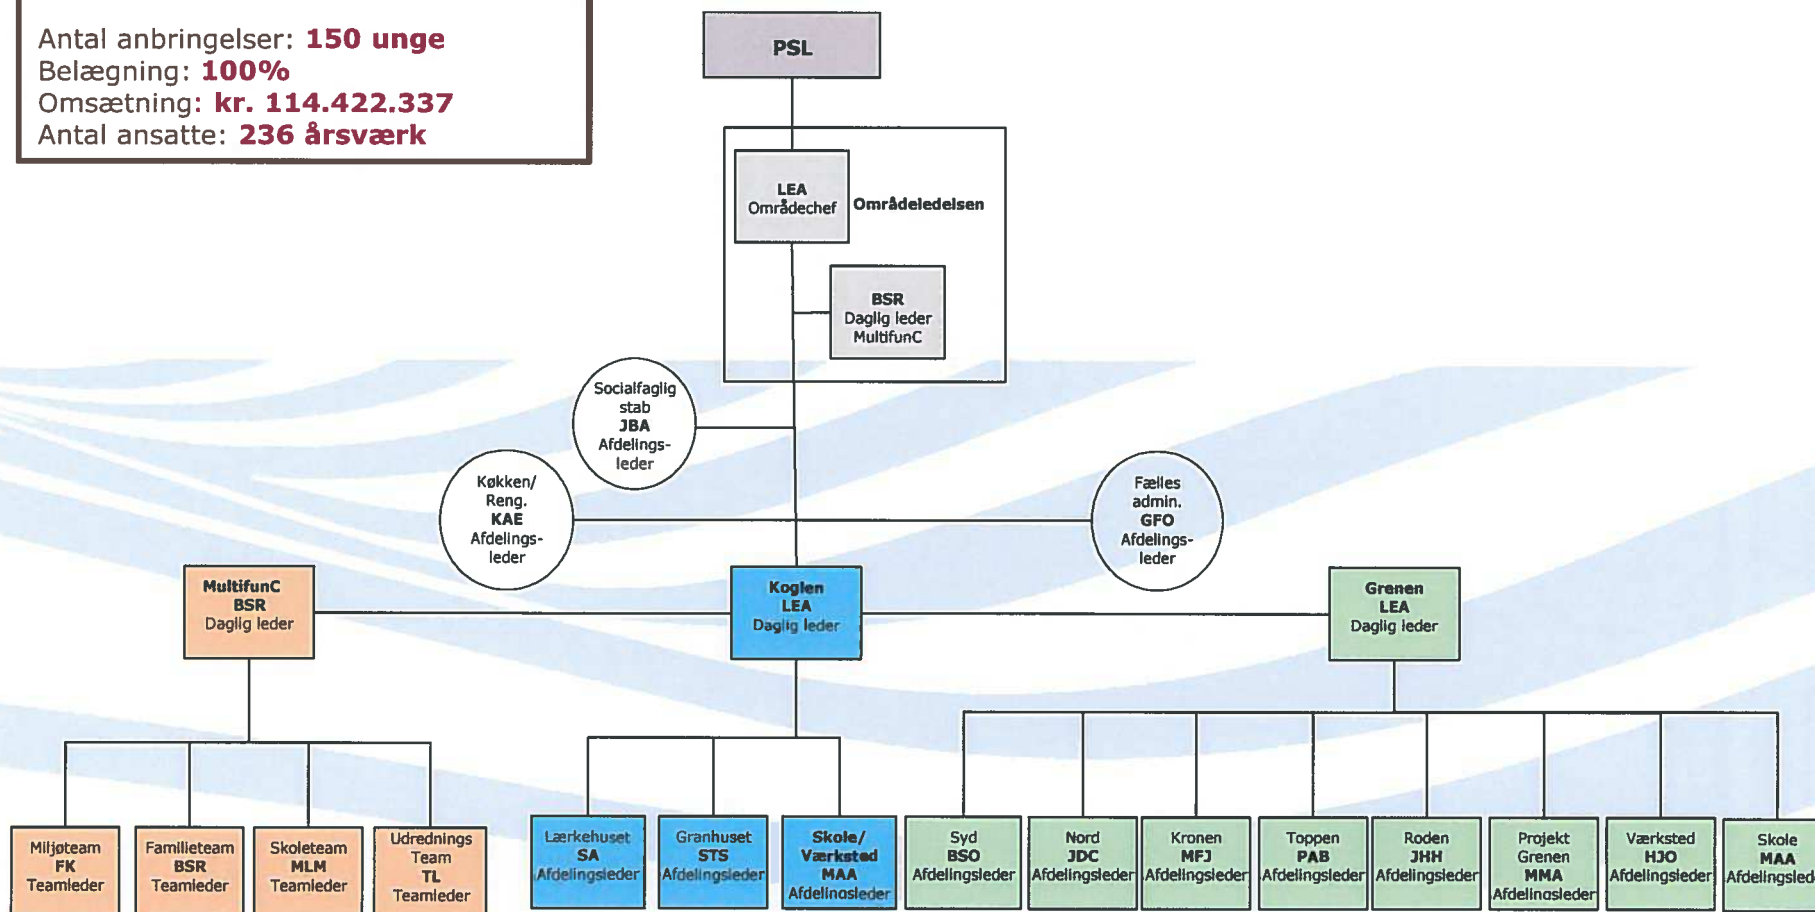 Antal anbringelser: 150 unge
Belægning: 100%
Omsætning: kr. 114.422.337
Antal ansatte: 236 årsværk
PSL
LEA
Områdechef
Områdeledelsen
BSR
Daglig leder
MultifunC
Socialfaglig
stab
JBA
Afdelings-
leder
Køkken/
Reng.
KAE
Afdelings-
leder
Fælles
admin.
GFO
Afdelings-
leder
MultifunC
BSR
Daglig leder
Koglen
LEA
Daglig leder
Grenen
LEA
Daglig leder
Miljøteam
FK
Teamleder
Familieteam
BSR
Teamleder
Skoleteam
MLM
Teamleder
Udrednings
Team
TL
Teamleder
Lærkehuset
SA
Afdelingsleder
Granhuset
STS
Afdelingsleder
Skole/
Værksted
MAA
Afdelingsleder
Syd
BSO
Afdelingsleder
Nord
JDC
Afdelingsleder
Kronen
MFJ
Afdelingsleder
Toppen
PAB
Afdelingsleder
Roden
JHH
Afdelingsleder
Projekt
Grenen
MMA
Afdelingsleder
Værksted
HJO
Afdelingsleder
Skole
MAA
Afdelingslede